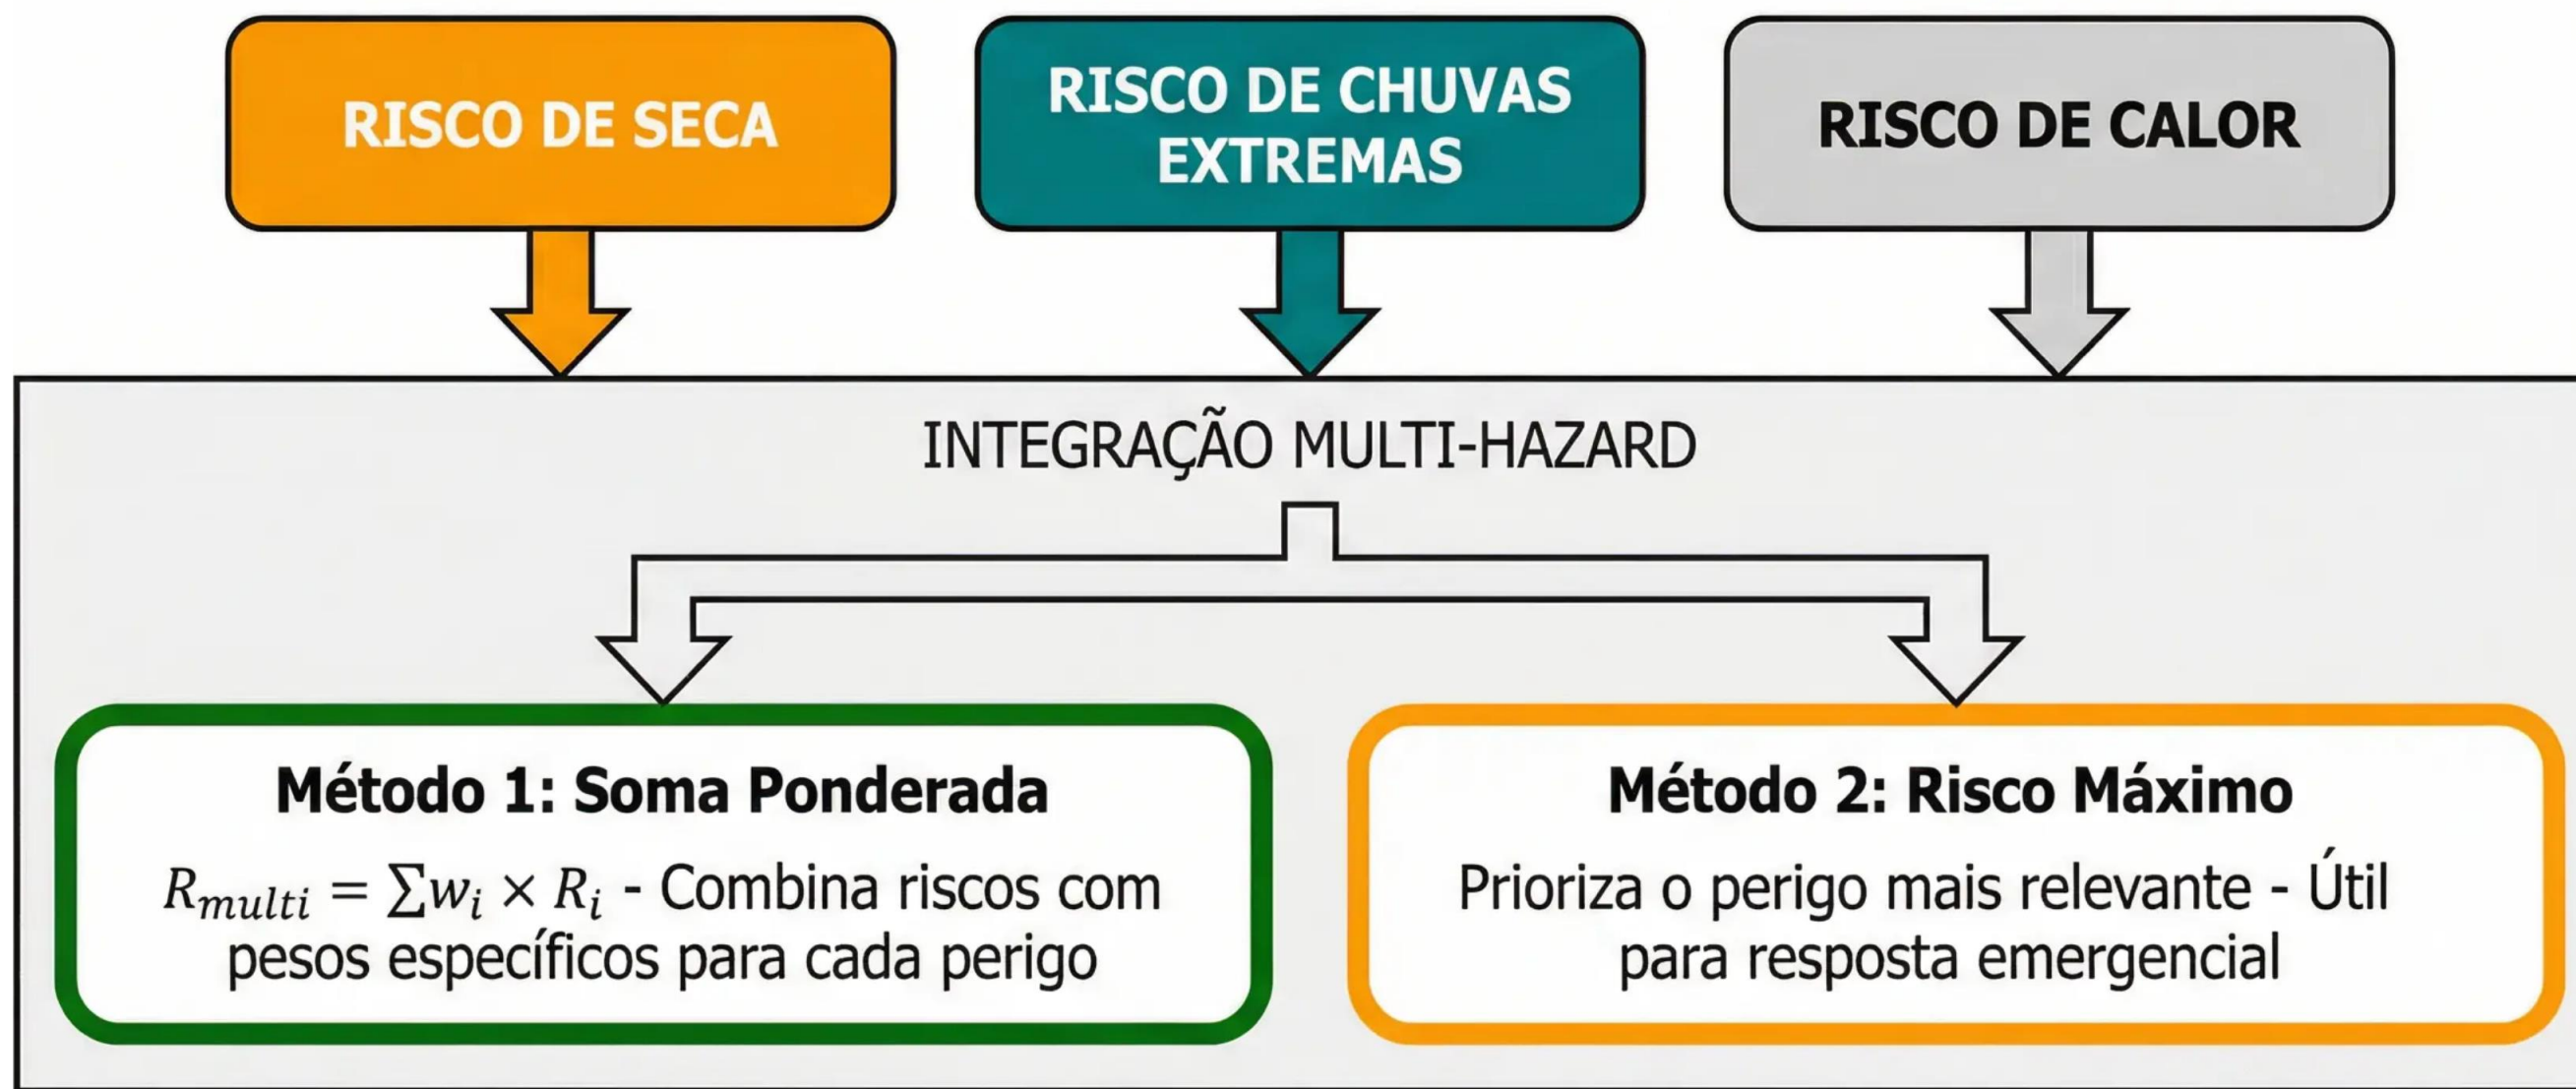 RISCO DE SECA
RISCO DE CHUVAS
EXTREMAS
RISCO DE CALOR
INTEGRAÇÃO MULTI-HAZARD
Método 1: Soma Ponderada
R_multi = ∑w_i × R_i - Combina riscos com
pesos específicos para cada perigo
Método 2: Risco Máximo
Prioriza o perigo mais relevante - Útil
para resposta emergencial